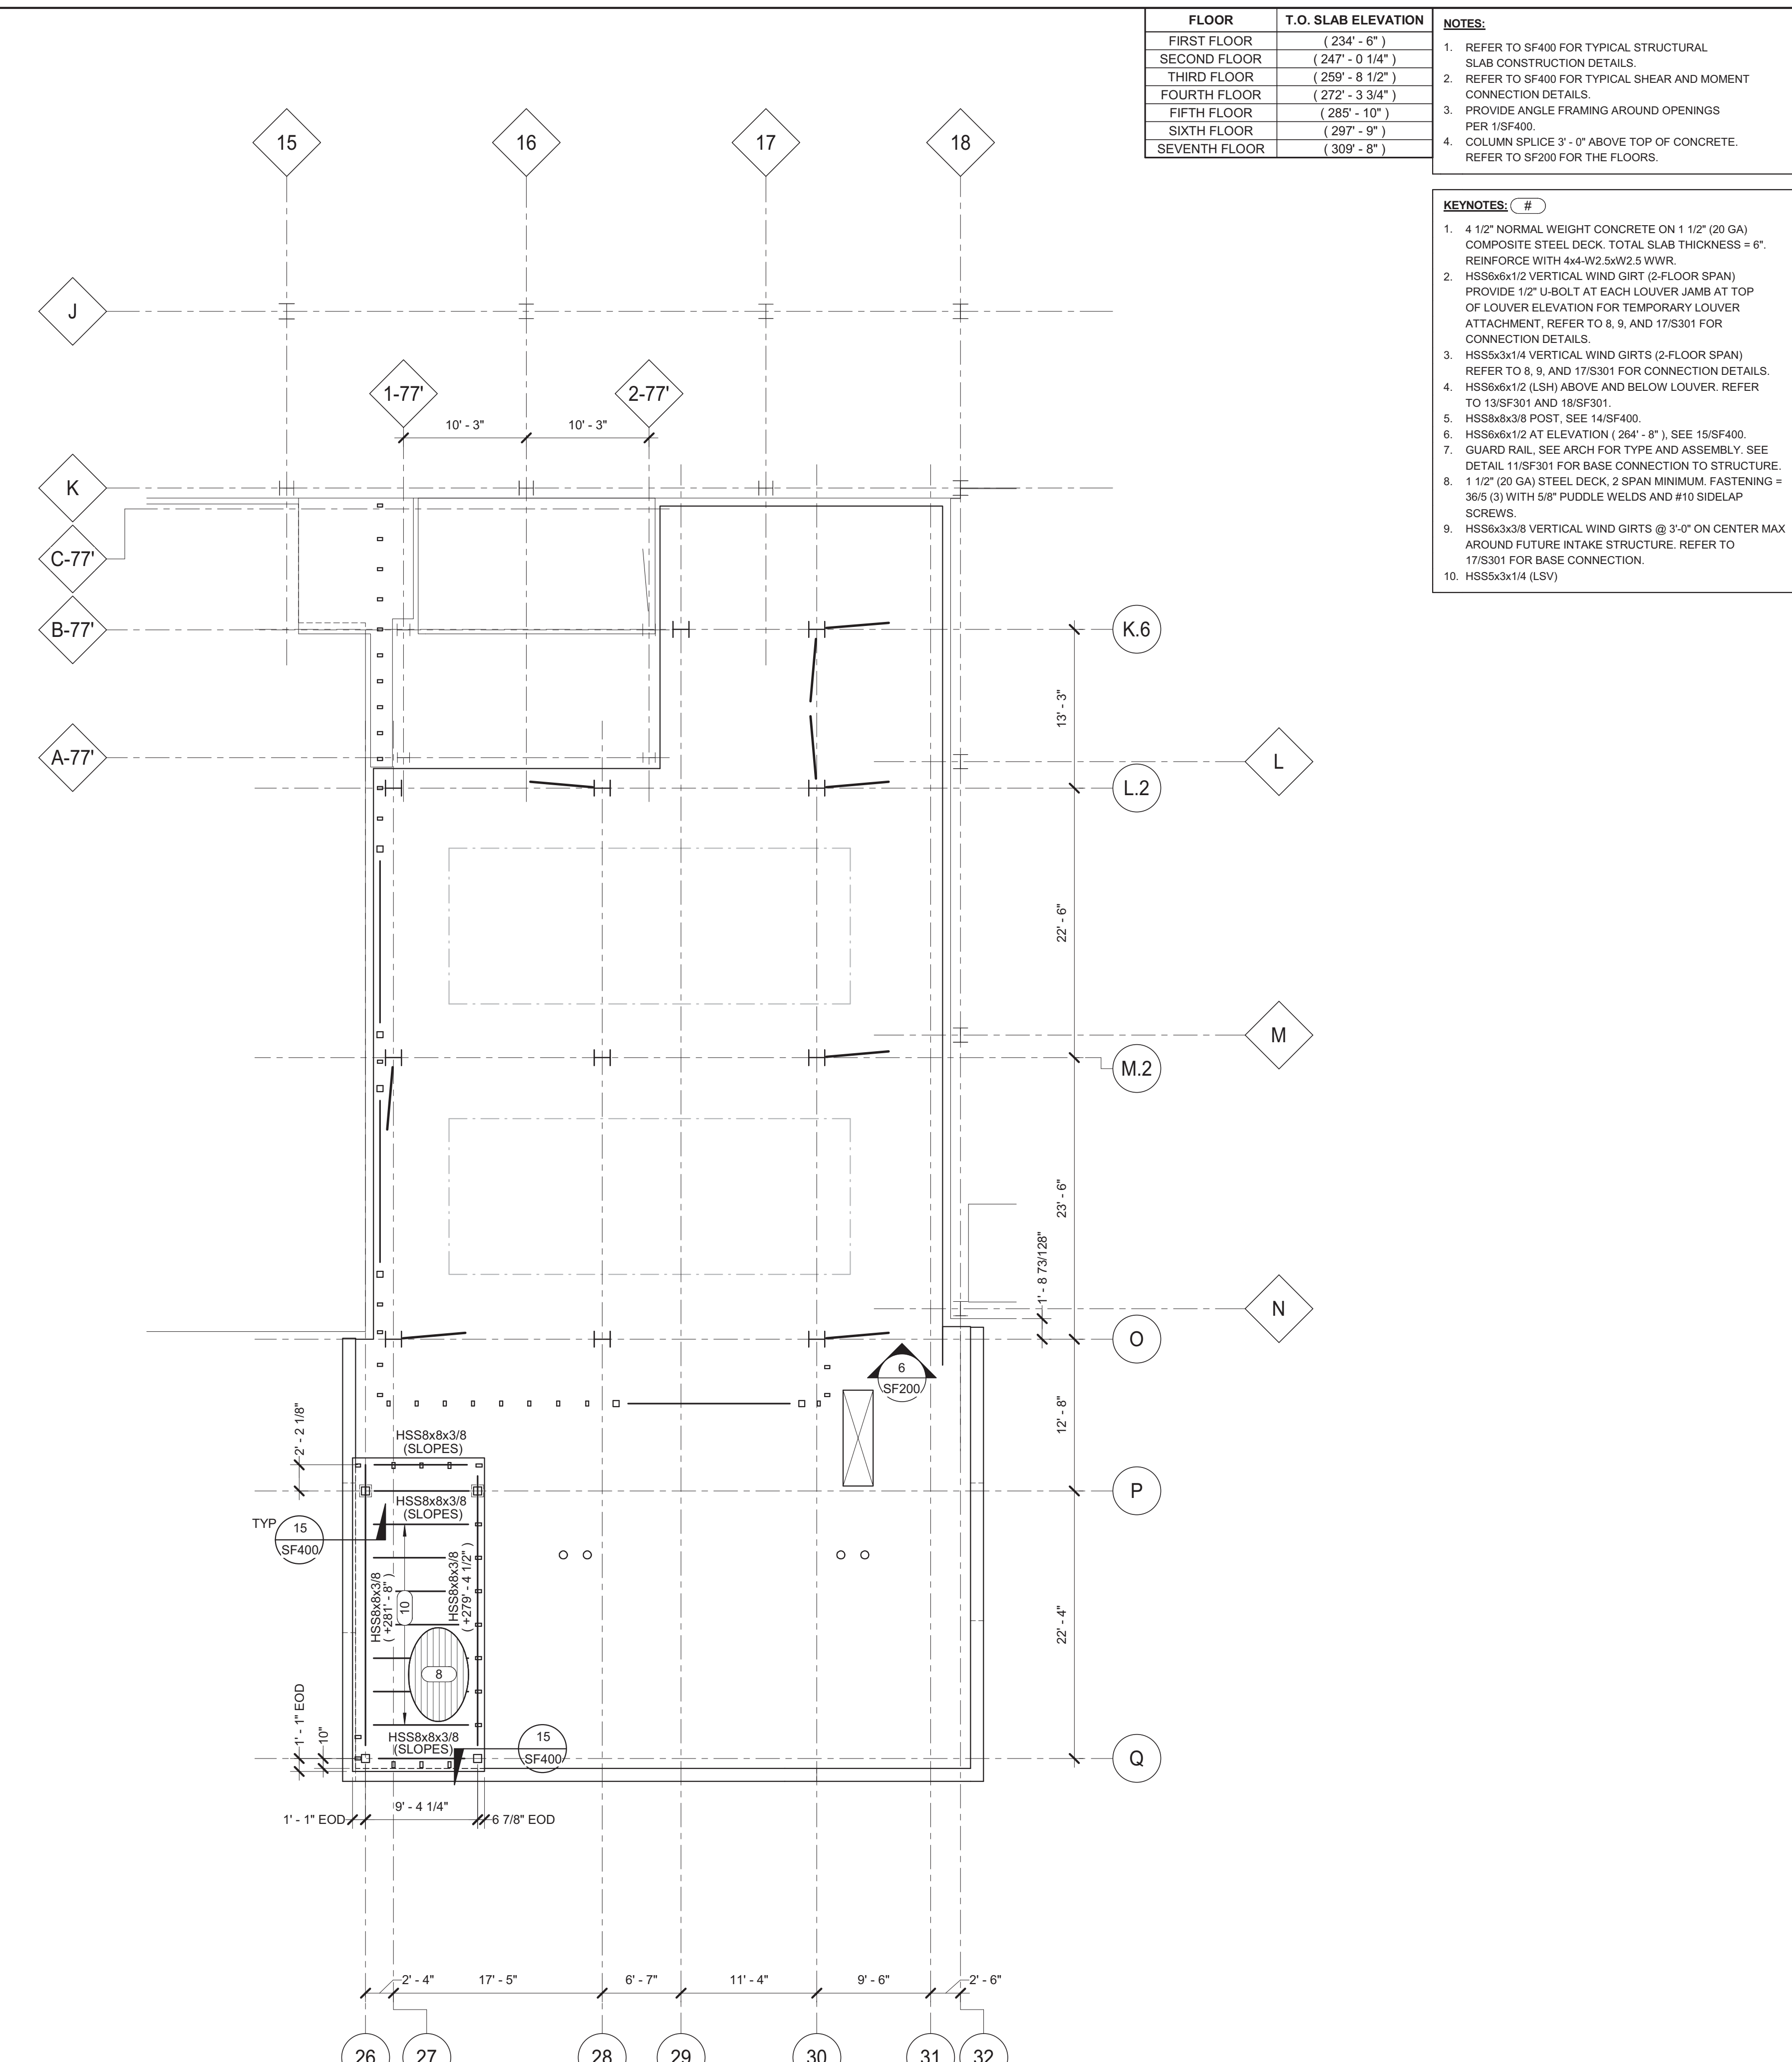 FLOOR T.O. SLAB ELEVATION
FIRST FLOOR ( 234' - 6" )
SECOND FLOOR ( 247' - 0 1/4" )
THIRD FLOOR ( 259' - 8 1/2" )
FOURTH FLOOR ( 272' - 3 3/4" )
FIFTH FLOOR ( 285' - 10" )
SIXTH FLOOR ( 297' - 9" )
SEVENTH FLOOR ( 309' - 8" )
NOTES:
1. REFER TO SF400 FOR TYPICAL STRUCTURAL
SLAB CONSTRUCTION DETAILS.
2. REFER TO SF400 FOR TYPICAL SHEAR AND MOMENT
CONNECTION DETAILS.
3. PROVIDE ANGLE FRAMING AROUND OPENINGS
PER 1/SF400.
4. COLUMN SPLICE 3' - 0" ABOVE TOP OF CONCRETE.
REFER TO SF200 FOR THE FLOORS.
KEYNOTES: #
1. 4 1/2" NORMAL WEIGHT CONCRETE ON 1 1/2" (20 GA)
COMPOSITE STEEL DECK. TOTAL SLAB THICKNESS = 6".
REINFORCE WITH 4x4-W2.5xW2.5 WWR.
2. HSS6x6x1/2 VERTICAL WIND GIRT (2-FLOOR SPAN)
PROVIDE 1/2" U-BOLT AT EACH LOUVER JAMB AT TOP
OF LOUVER ELEVATION FOR TEMPORARY LOUVER
ATTACHMENT, REFER TO 8, 9, AND 17/S301 FOR
CONNECTION DETAILS.
3. HSS5x3x1/4 VERTICAL WIND GIRTS (2-FLOOR SPAN)
REFER TO 8, 9, AND 17/S301 FOR CONNECTION DETAILS.
4. HSS6x6x1/2 (LSH) ABOVE AND BELOW LOUVER. REFER
TO 13/SF301 AND 18/SF301.
5. HSS8x8x3/8 POST, SEE 14/SF400.
6. HSS6x6x1/2 AT ELEVATION ( 264' - 8" ), SEE 15/SF400.
7. GUARD RAIL, SEE ARCH FOR TYPE AND ASSEMBLY. SEE
DETAIL 11/SF301 FOR BASE CONNECTION TO STRUCTURE.
8. 1 1/2" (20 GA) STEEL DECK, 2 SPAN MINIMUM. FASTENING =
36/5 (3) WITH 5/8" PUDDLE WELDS AND #10 SIDELAP
SCREWS.
9. HSS6x3x3/8 VERTICAL WIND GIRTS @ 3'-0" ON CENTER MAX
AROUND FUTURE INTAKE STRUCTURE. REFER TO
17/S301 FOR BASE CONNECTION.
10. HSS5x3x1/4 (LSV)
15 16 17 18
J
1-77' 2-77'
10' - 3" 10' - 3"
K
C-77'
B-77' K.6
13' - 3"
A-77' L
L.2
22' - 6"
M
M.2
23' - 6"
1' - 8 73/128"
N
O
6
SF200
12' - 8"
2' - 2 1/8"
HSS8x8x3/8
(SLOPES)
P
HSS8x8x3/8
(SLOPES)
TYP 15
SF400
HSS8x8x3/8
( +281' - 8" )
10
HSS8x8x3/8
( +279' - 4 1/2" )
22' - 4"
8
1' - 1" EOD
10"
HSS8x8x3/8
(SLOPES)
15
SF400
Q
1' - 1" EOD 9' - 4 1/4" 6 7/8" EOD
2' - 4" 17' - 5" 6' - 7" 11' - 4" 9' - 6" 2' - 6"
26 27 28 29 30 31 32